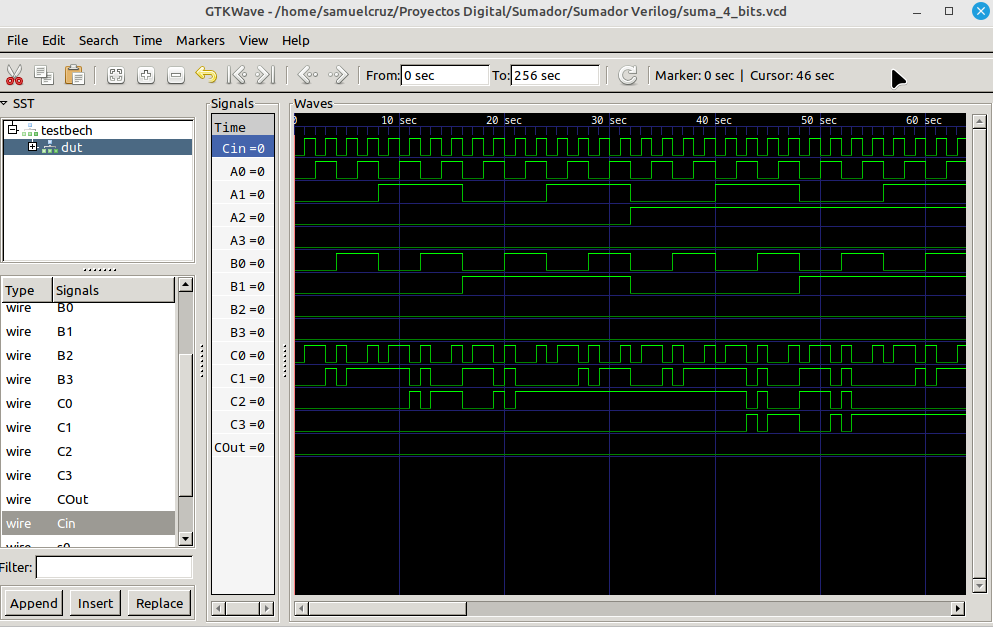 GTKWave - /home/samuelcruz/Proyectos Digital/Sumador/Sumador Verilog/suma_4_bits.vcd
File Edit Search Time Markers View Help
From: 0 sec To: 256 sec Marker: 0 sec | Cursor: 46 sec
SST
testbech
dut
Type Signals
wire B0
wire B1
wire B2
wire B3
wire C0
wire C1
wire C2
wire C3
wire COut
wire Cin
wire s0
Filter:
Append Insert Replace
Signals
Time
Cin =0
A0 =0
A1 =0
A2 =0
A3 =0
B0 =0
B1 =0
B2 =0
B3 =0
C0 =0
C1 =0
C2 =0
C3 =0
COut =0
Waves
0 10 sec 20 sec 30 sec 40 sec 50 sec 60 sec